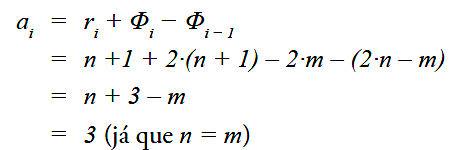 aᵢ = rᵢ + Φᵢ − Φᵢ₋₁
= n +1 + 2·(n + 1) – 2·m – (2·n – m)
= n + 3 – m
= 3 (já que n = m)